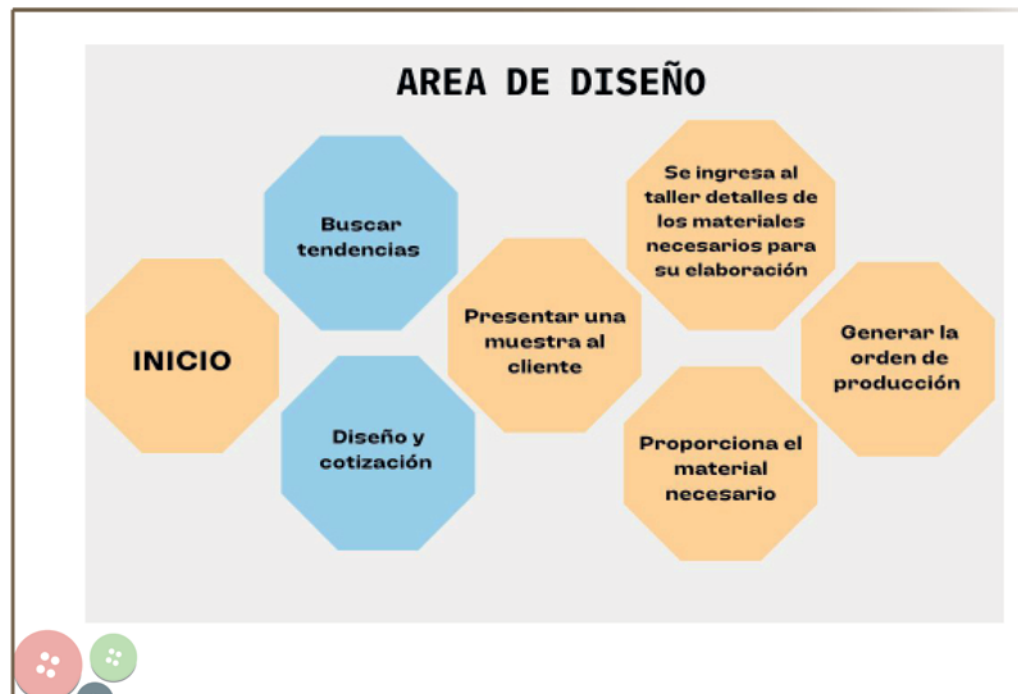 AREA DE DISEÑO
INICIO
Buscar
tendencias
Diseño y
cotización
Presentar una
muestra al
cliente
Se ingresa al
taller detalles de
los materiales
necesarios para
su elaboración
Proporciona el
material
necesario
Generar la
orden de
producción